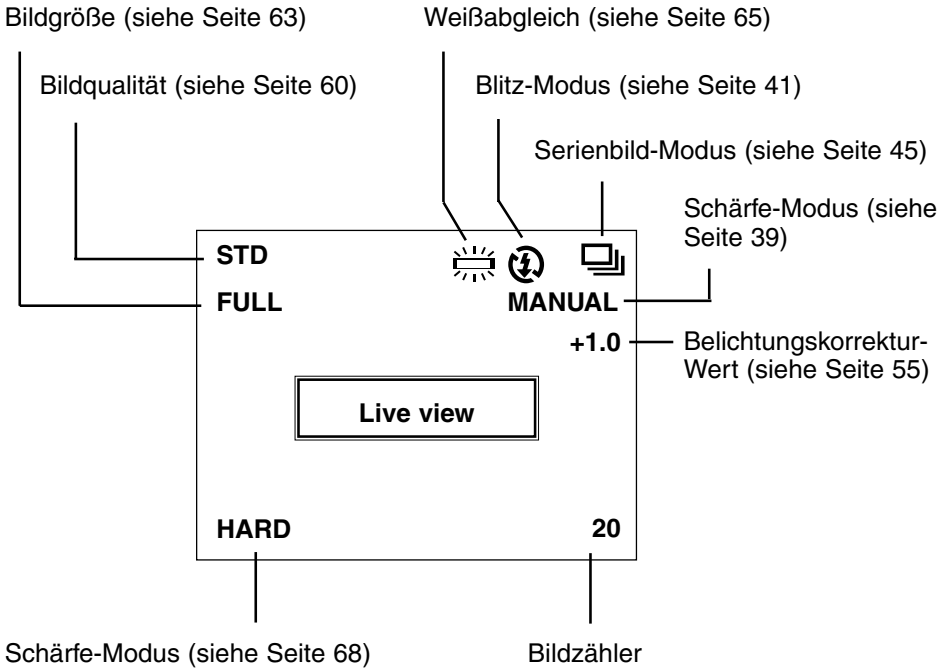 Bildgröße (siehe Seite 63)
Weißabgleich (siehe Seite 65)
Bildqualität (siehe Seite 60)
Blitz-Modus (siehe Seite 41)
Serienbild-Modus (siehe Seite 45)
Schärfe-Modus (siehe
Seite 39)
STD
FULL
MANUAL
+1.0
Belichtungskorrektur-
Wert (siehe Seite 55)
Live view
HARD
20
Schärfe-Modus (siehe Seite 68)
Bildzähler